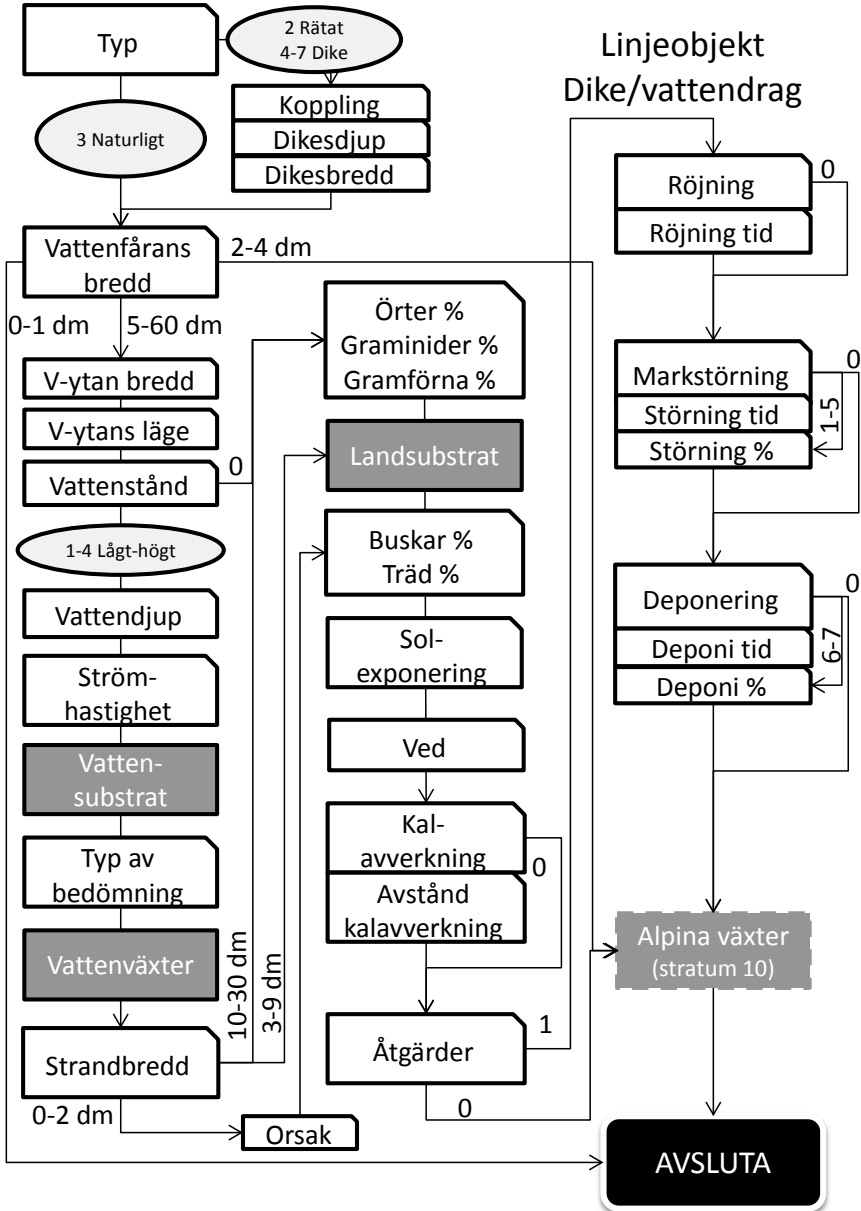 Typ
2 Rätat
4-7 Dike
Linjeobjekt
Dike/vattendrag
3 Naturligt
Koppling
Dikesdjup
Dikesbredd
Vattenfårans
bredd
2-4 dm
0-1 dm
5-60 dm
V-ytan bredd
V-ytans läge
Vattenstånd
0
1-4 Lågt-högt
Vattendjup
Ström-
hastighet
Vatten-
substrat
Typ av
bedömning
Vattenväxter
Strandbredd
0-2 dm
10-30 dm
3-9 dm
Orsak
Örter %
Graminider %
Gramförna %
Landsubstrat
Buskar %
Träd %
Sol-
exponering
Ved
Kal-
avverkning
0
Avstånd
kalavverkning
Åtgärder
1
0
Röjning
0
Röjning tid
Markstörning
0
1-5
Störning tid
Störning %
Deponering
0
6-7
Deponi tid
Deponi %
Alpina växter
(stratum 10)
AVSLUTA